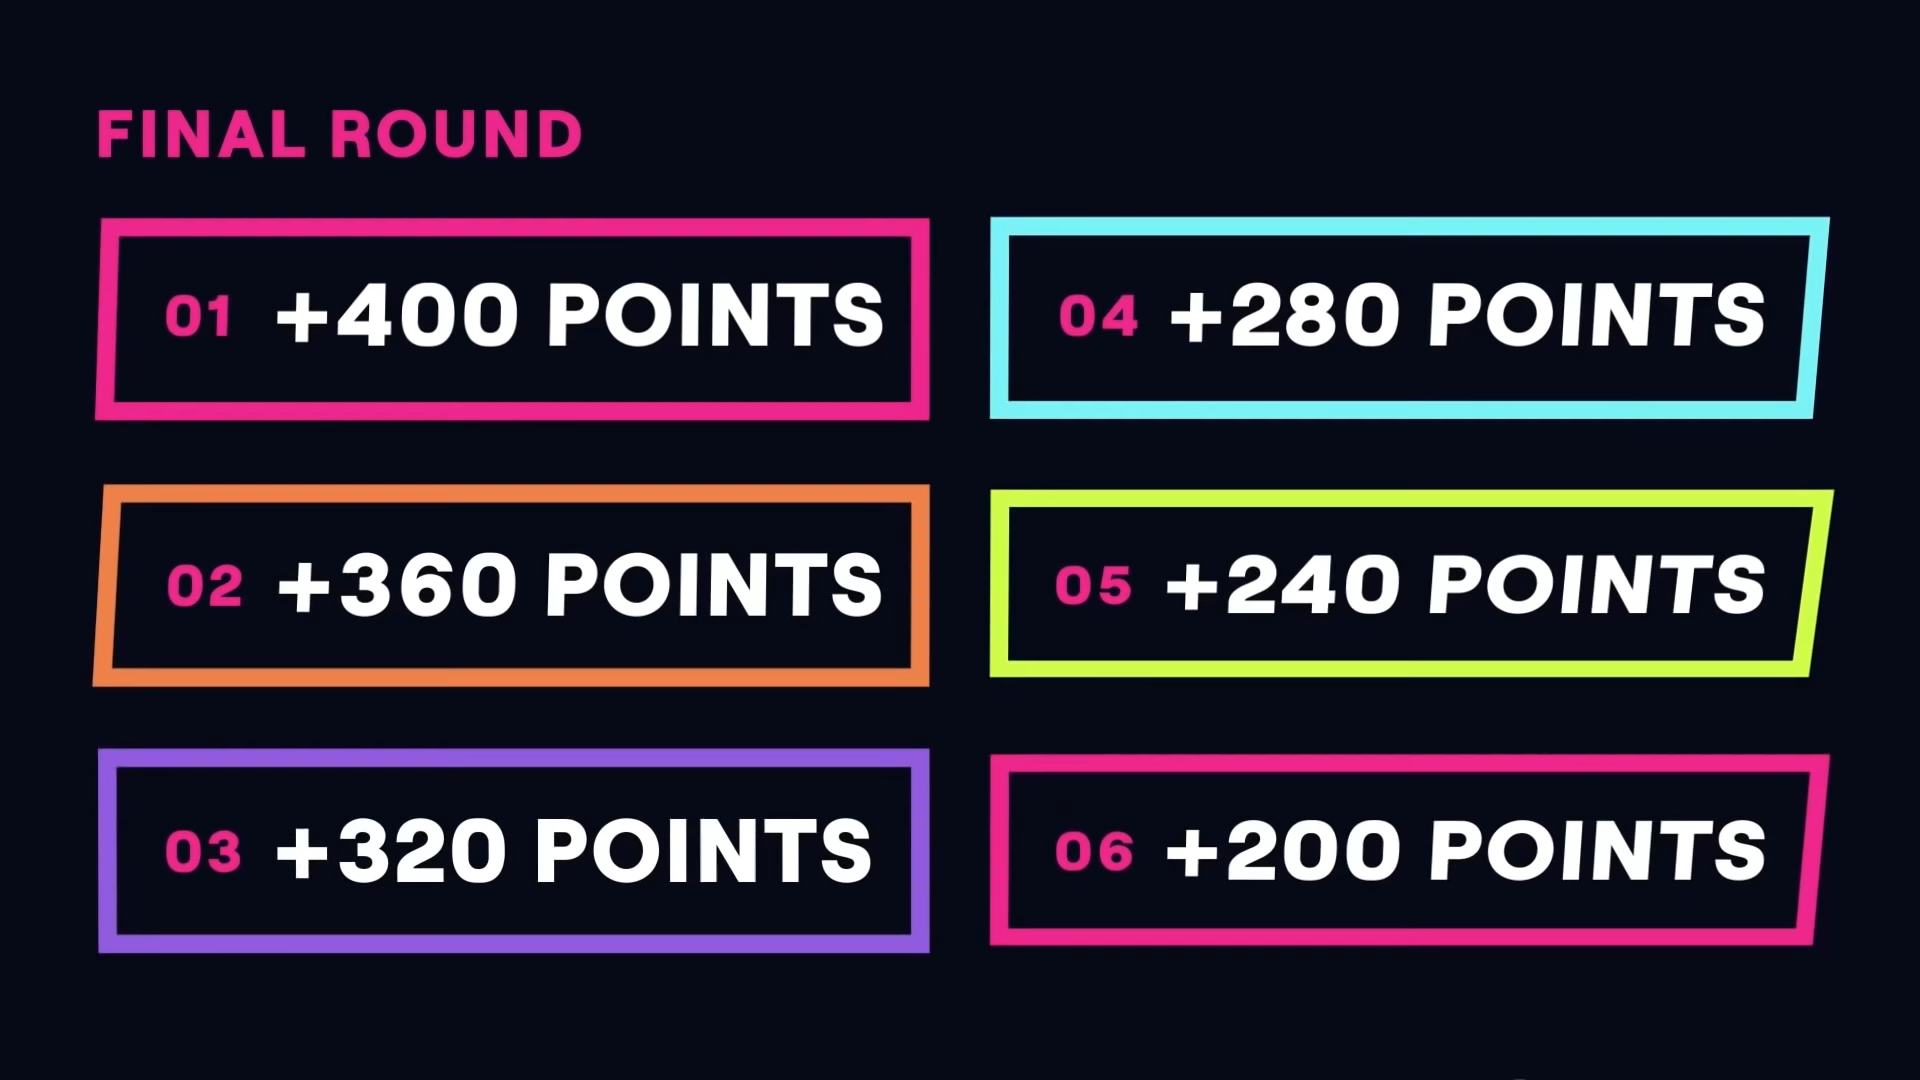 FINAL ROUND
01 +400 POINTS
02 +360 POINTS
03 +320 POINTS
04 +280 POINTS
05 +240 POINTS
06 +200 POINTS